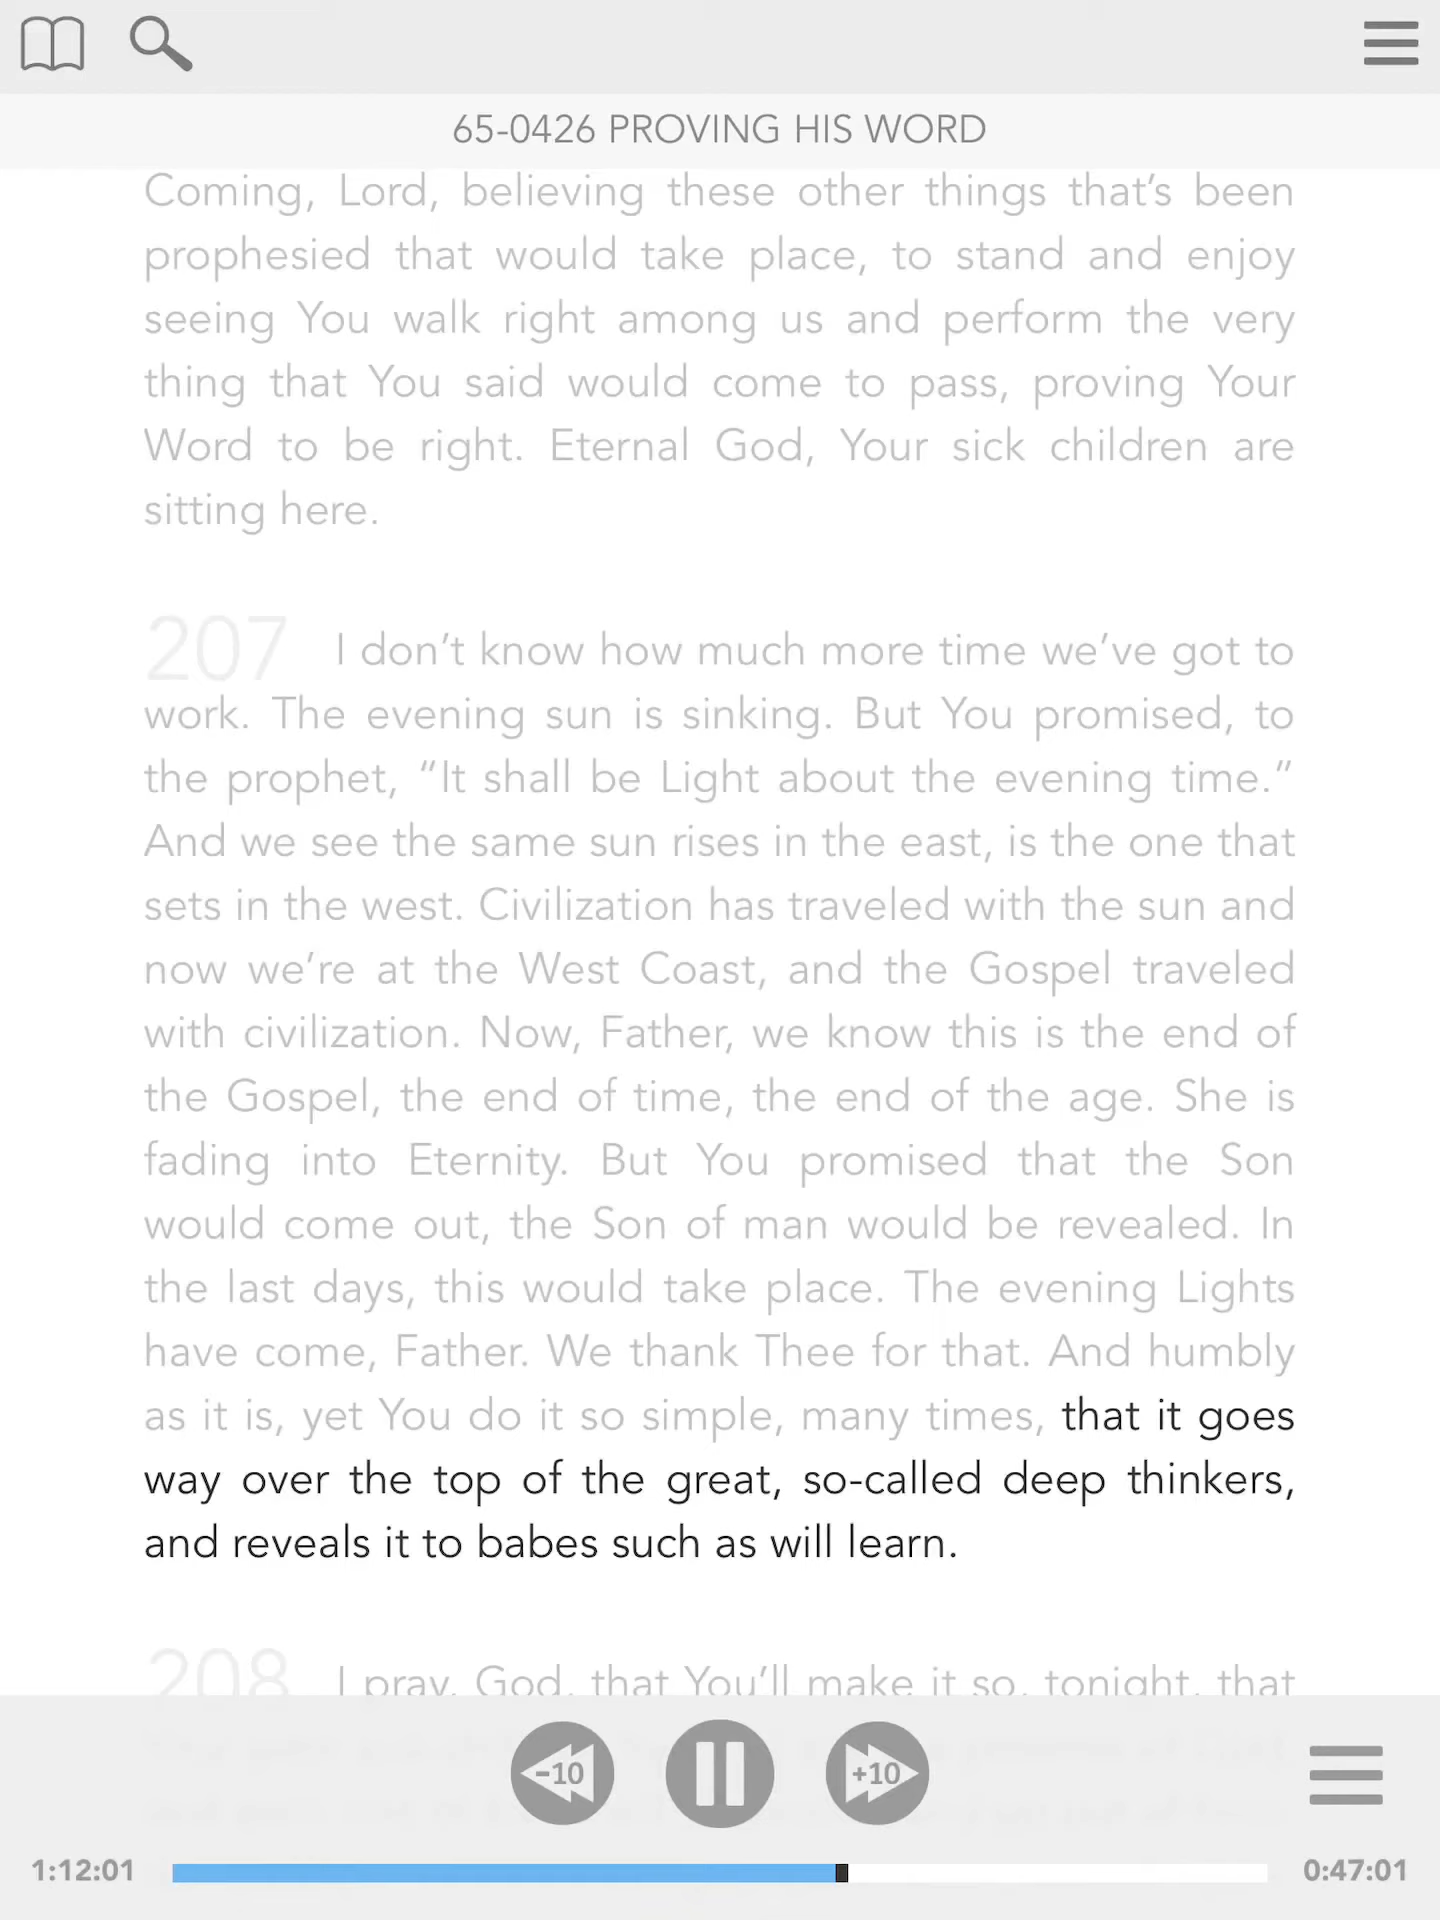 65-0426 PROVING HIS WORD
Coming, Lord, believing these other things that’s been
prophesied that would take place, to stand and enjoy
seeing You walk right among us and perform the very
thing that You said would come to pass, proving Your
Word to be right. Eternal God, Your sick children are
sitting here.
207 I don’t know how much more time we’ve got to
work. The evening sun is sinking. But You promised, to
the prophet, “It shall be Light about the evening time.”
And we see the same sun rises in the east, is the one that
sets in the west. Civilization has traveled with the sun and
now we’re at the West Coast, and the Gospel traveled
with civilization. Now, Father, we know this is the end of
the Gospel, the end of time, the end of the age. She is
fading into Eternity. But You promised that the Son
would come out, the Son of man would be revealed. In
the last days, this would take place. The evening Lights
have come, Father. We thank Thee for that. And humbly
as it is, yet You do it so simple, many times, that it goes
way over the top of the great, so-called deep thinkers,
and reveals it to babes such as will learn.
208 I pray, God, that You’ll make it so, tonight, that
-10
+10
1:12:01
0:47:01